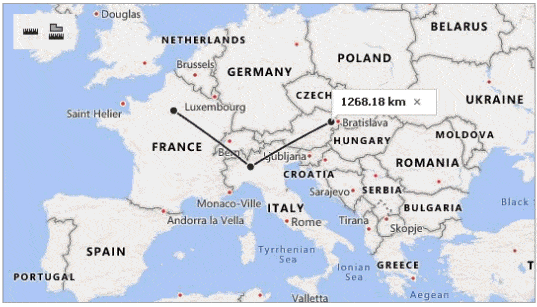 Douglas
NETHERLANDS
BELARUS
Brussels
GERMANY
POLAND
CZECH
1268.18 km ×
UKRAINE
Saint Helier
Luxembourg
Bratislava
MOLDOVA
FRANCE
Bern
HUNGARY
Ljubljana
ROMANIA
CROATIA
Monaco-Ville
Sarajevo
SERBIA
Andorra la Vella
ITALY
BULGARIA
Black
Rome
Tirana
Skopje
SPAIN
Tyrrhenian
Sea
PORTUGAL
Ionian
Sea
GREECE
T
Aegean
Valletta